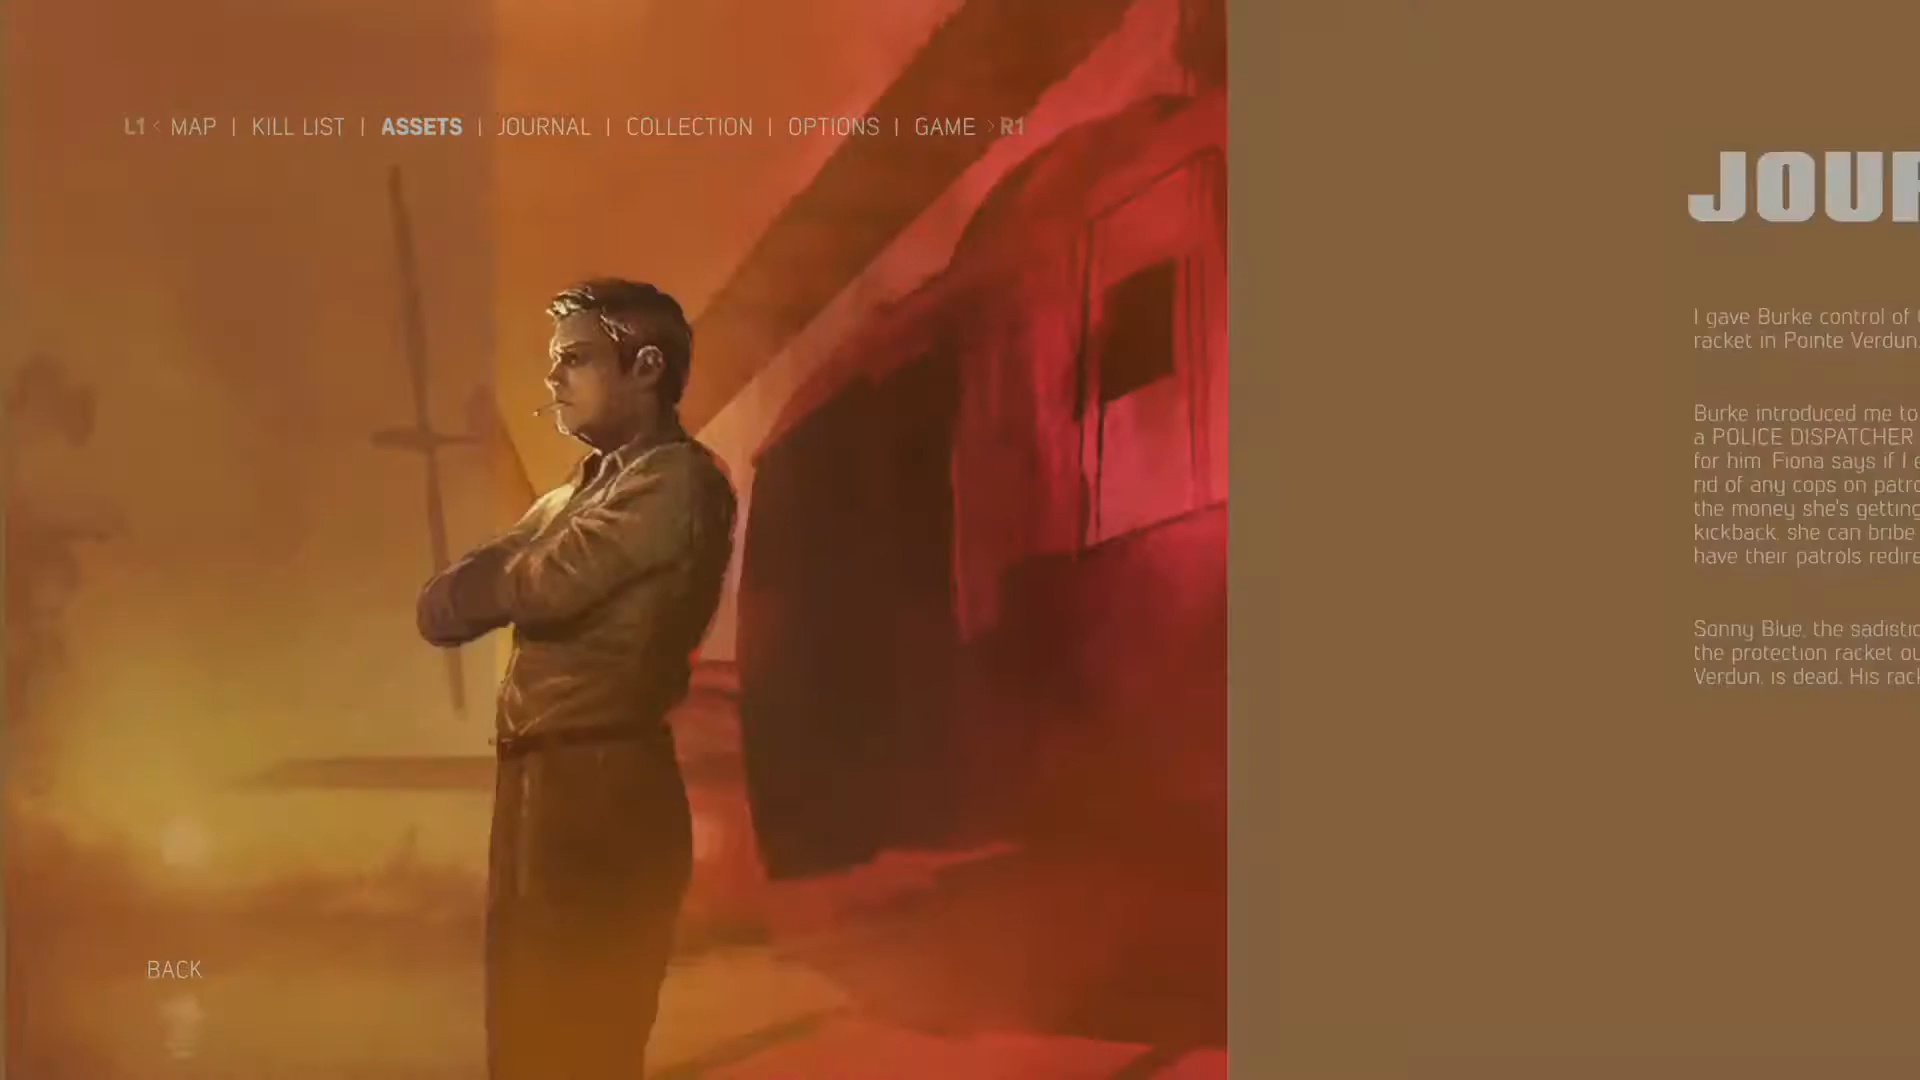 L1 < MAP | KILL LIST | ASSETS | JOURNAL | COLLECTION | OPTIONS | GAME > R1
JOUR
I gave Burke control of
racket in Pointe Verdun.
Burke introduced me to
a POLICE DISPATCHER
for him. Fiona says if I
rid of any cops on patro
the money she's getting
kickback, she can bribe
have their patrols redire
Sonny Blue, the sadistic
the protection racket ou
Verdun, is dead. His rack
BACK